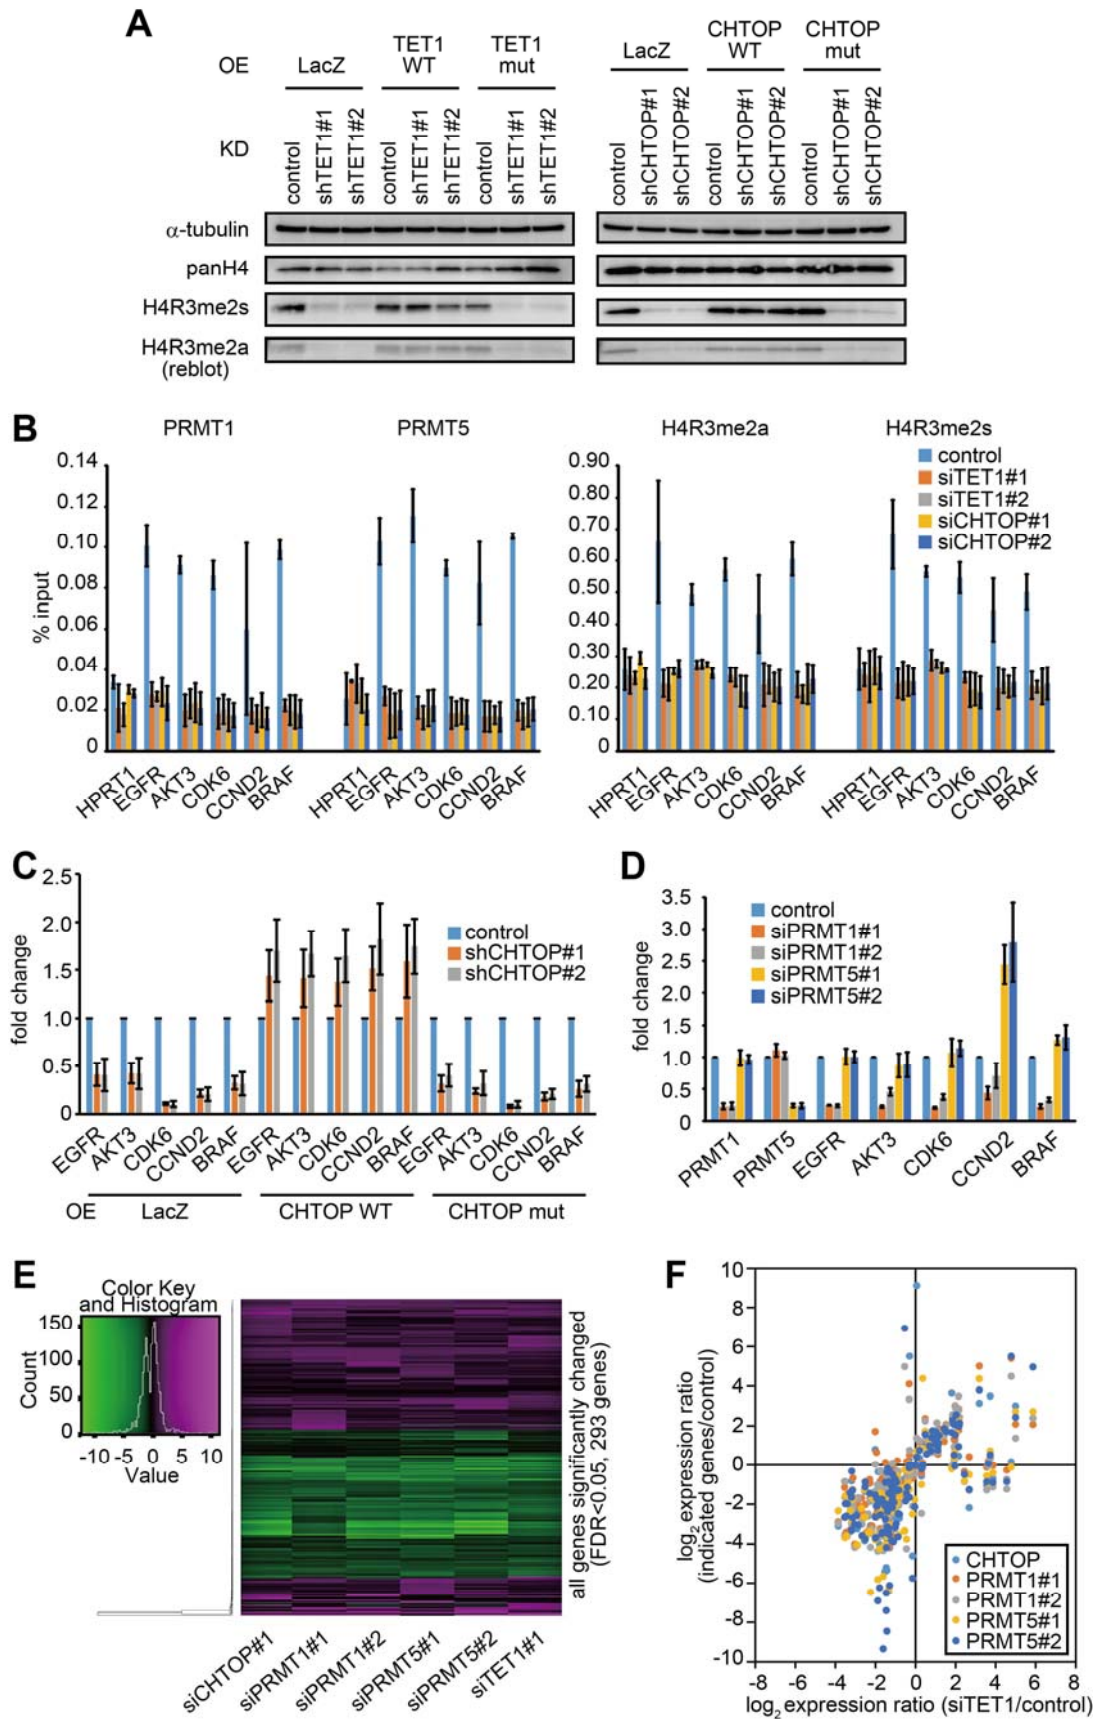 A
OE
LacZ
TET1 WT
TET1 mut
LacZ
CHTOP WT
CHTOP mut
KD
control
shTET1#1
shTET1#2
control
shTET1#1
shTET1#2
control
shTET1#1
shTET1#2
control
shCHTOP#1
shCHTOP#2
control
shCHTOP#1
shCHTOP#2
control
shCHTOP#1
shCHTOP#2
α-tubulin
panH4
H4R3me2s
H4R3me2a
(reblot)
B
PRMT1
PRMT5
H4R3me2a
H4R3me2s
% input
0.14
0.12
0.10
0.08
0.06
0.04
0.02
0
HPRT1
EGFR
AKT3
CDK6
CCND2
BRAF
HPRT1
EGFR
AKT3
CDK6
CCND2
BRAF
0.90
0.80
0.70
0.60
0.50
0.40
0.30
0.20
0.10
0
control
siTET1#1
siTET1#2
siCHTOP#1
siCHTOP#2
HPRT1
EGFR
AKT3
CDK6
CCND2
BRAF
HPRT1
EGFR
AKT3
CDK6
CCND2
BRAF
C
fold change
2.5
2.0
1.5
1.0
0.5
0
control
shCHTOP#1
shCHTOP#2
EGFR
AKT3
CDK6
CCND2
BRAF
EGFR
AKT3
CDK6
CCND2
BRAF
EGFR
AKT3
CDK6
CCND2
BRAF
OE
LacZ
CHTOP WT
CHTOP mut
D
fold change
3.5
3.0
2.5
2.0
1.5
1.0
0.5
0
control
siPRMT1#1
siPRMT1#2
siPRMT5#1
siPRMT5#2
PRMT1
PRMT5
EGFR
AKT3
CDK6
CCND2
BRAF
E
Color Key
and Histogram
Count
150
100
50
0
-10 -5 0 5 10
Value
all genes significantly changed
(FDR<0.05, 293 genes)
siCHTOP#1
siPRMT1#1
siPRMT1#2
siPRMT5#1
siPRMT5#2
siTET1#1
F
log2 expression ratio
(indicated genes/control)
10
8
6
4
2
0
-2
-4
-6
-8
-10
CHTOP
PRMT1#1
PRMT1#2
PRMT5#1
PRMT5#2
-8 -6 -4 -2 0 2 4 6 8
log2 expression ratio (siTET1/control)